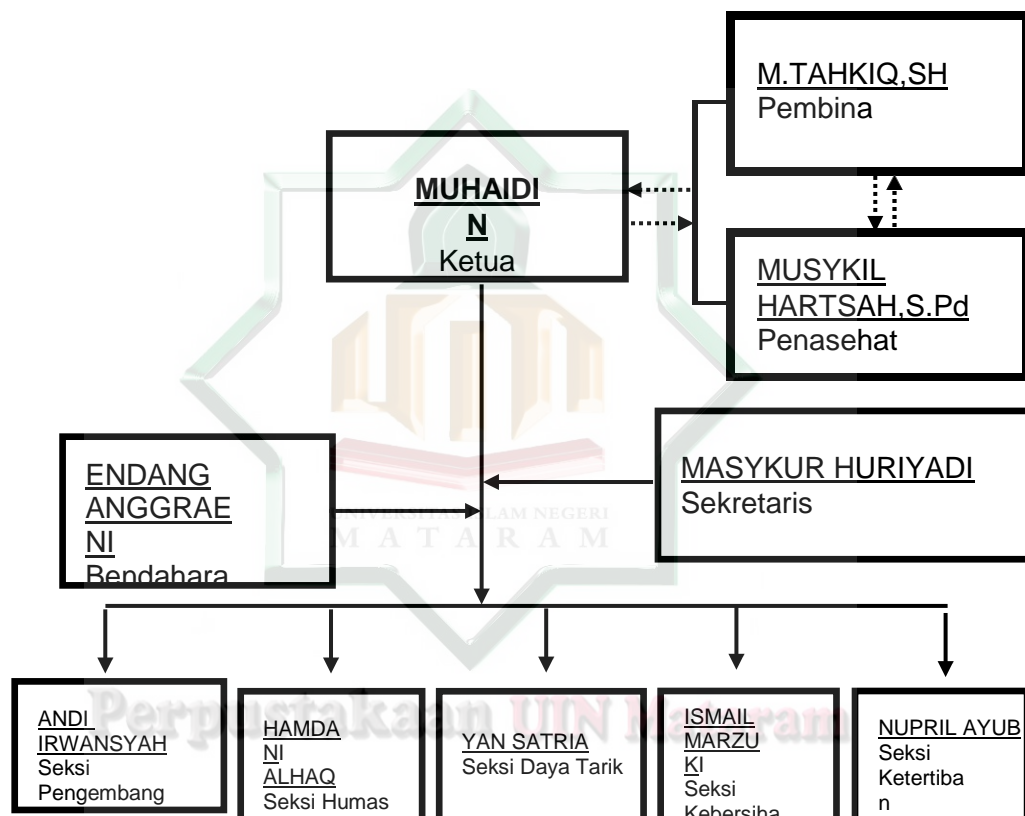 M.TAHKIQ,SH
Pembina
MUHAIDI
N
Ketua
MUSYKIL
HARTSAH,S.Pd
Penasehat
ENDANG
ANGGRAE
NI
Bendahara
MASYKUR HURIYADI
Sekretaris
UNIVERSITAS ISLAM NEGERI
MATARAM
ANDI
IRWANSYAH
Seksi
Pengembang
HAMDA
NI
ALHAQ
Seksi Humas
YAN SATRIA
Seksi Daya Tarik
ISMAIL
MARZU
KI
Seksi
Kebersiha
NUPRIL AYUB
Seksi
Ketertiba
n
Perpustakaan UIN Mataram